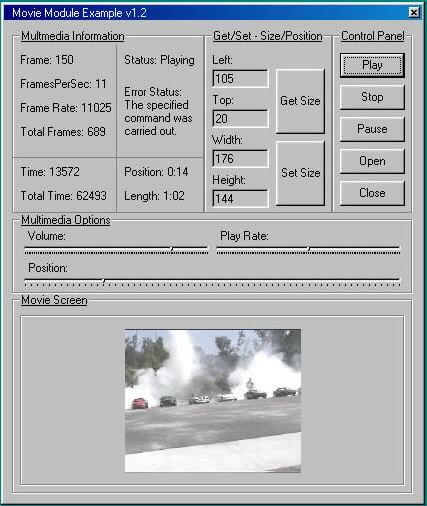 Movie Module Example v1.2
Multmedia Information
Frame: 150
FramesPerSec: 11
Frame Rate: 11025
Total Frames: 689
Status: Playing
Error Status:
The specified
command was
carried out.
Time: 13572
Total Time: 62493
Position: 0:14
Length: 1:02
Get/Set - Size/Position
Left:
105
Top:
20
Width:
176
Height:
144
Get Size
Set Size
Control Panel
Play
Stop
Pause
Open
Close
Multimedia Options
Volume:
Play Rate:
Position:
Movie Screen